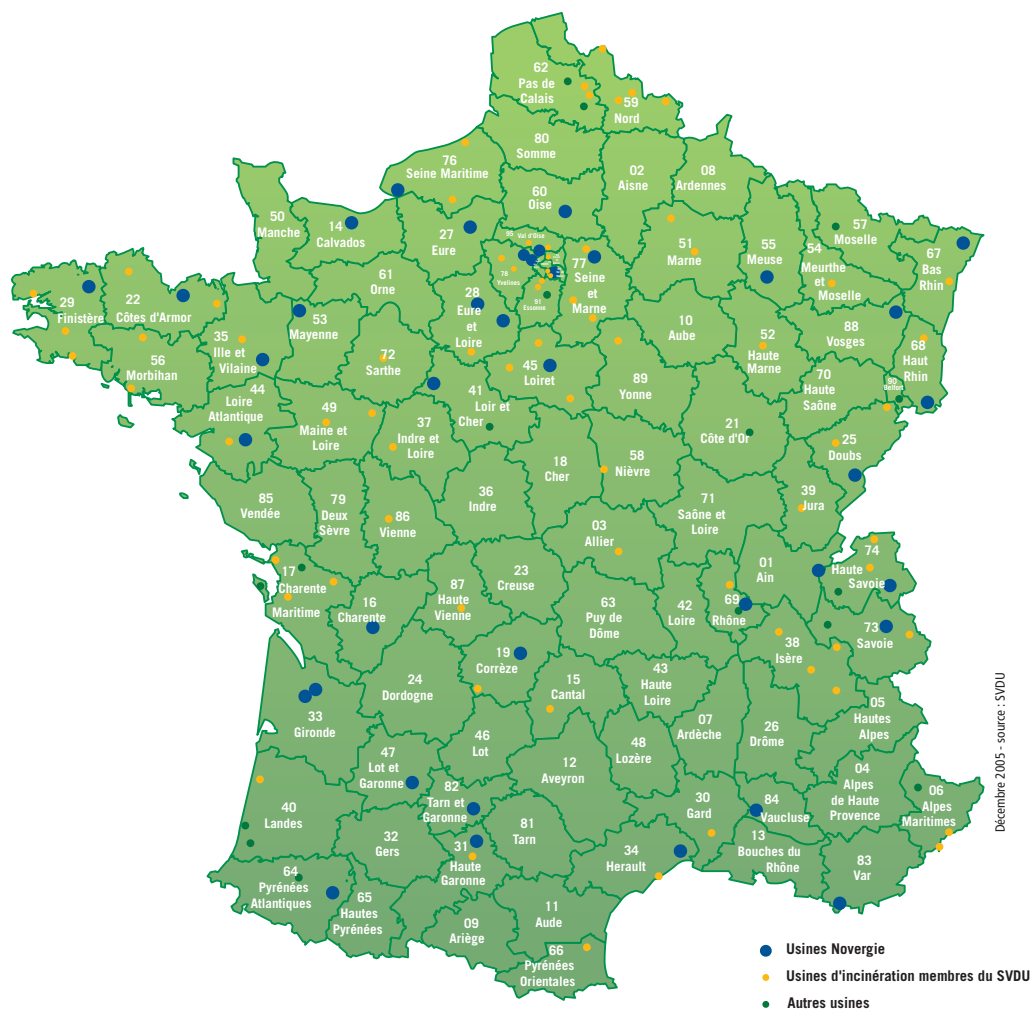 62
Pas de
Calais
59
Nord
80
Somme
76
Seine Maritime
02
Aisne
08
Ardennes
60
Oise
50
Manche
14
Calvados
27
Eure
95 Val d'Oise
78
Yvelines
91
Essonne
77
Seine
et
Marne
51
Marne
55
Meuse
54
Meurthe
et
Moselle
57
Moselle
67
Bas
Rhin
61
Orne
28
Eure
et
Loire
29
Finistère
22
Côtes d'Armor
53
Mayenne
35
Ille et
Vilaine
56
Morbihan
72
Sarthe
10
Aube
52
Haute
Marne
88
Vosges
68
Haut
Rhin
45
Loiret
89
Yonne
70
Haute
Saône
90
Belfort
44
Loire
Atlantique
49
Maine et
Loire
37
Indre et
Loire
41
Loir et
Cher
21
Côte d'Or
25
Doubs
18
Cher
58
Nièvre
39
Jura
85
Vendée
79
Deux
Sèvre
86
Vienne
36
Indre
71
Saône et
Loire
03
Allier
01
Ain
74
Haute
Savoie
17
Charente
Maritime
16
Charente
87
Haute
Vienne
23
Creuse
63
Puy de
Dôme
42
Loire
69
Rhône
73
Savoie
38
Isère
19
Corrèze
24
Dordogne
15
Cantal
43
Haute
Loire
33
Gironde
46
Lot
07
Ardèche
26
Drôme
05
Hautes
Alpes
47
Lot et
Garonne
12
Aveyron
48
Lozère
82
Tarn et
Garonne
40
Landes
30
Gard
84
Vaucluse
04
Alpes
de Haute
Provence
06
Alpes
Maritimes
32
Gers
81
Tarn
31
Haute
Garonne
34
Herault
13
Bouches du
Rhône
83
Var
64
Pyrénées
Atlantiques
65
Hautes
Pyrénées
09
Ariège
11
Aude
66
Pyrénées
Orientales
Décembre 2005 - source : SVDU
Usines Novergie
Usines d'incinération membres du SVDU
Autres usines